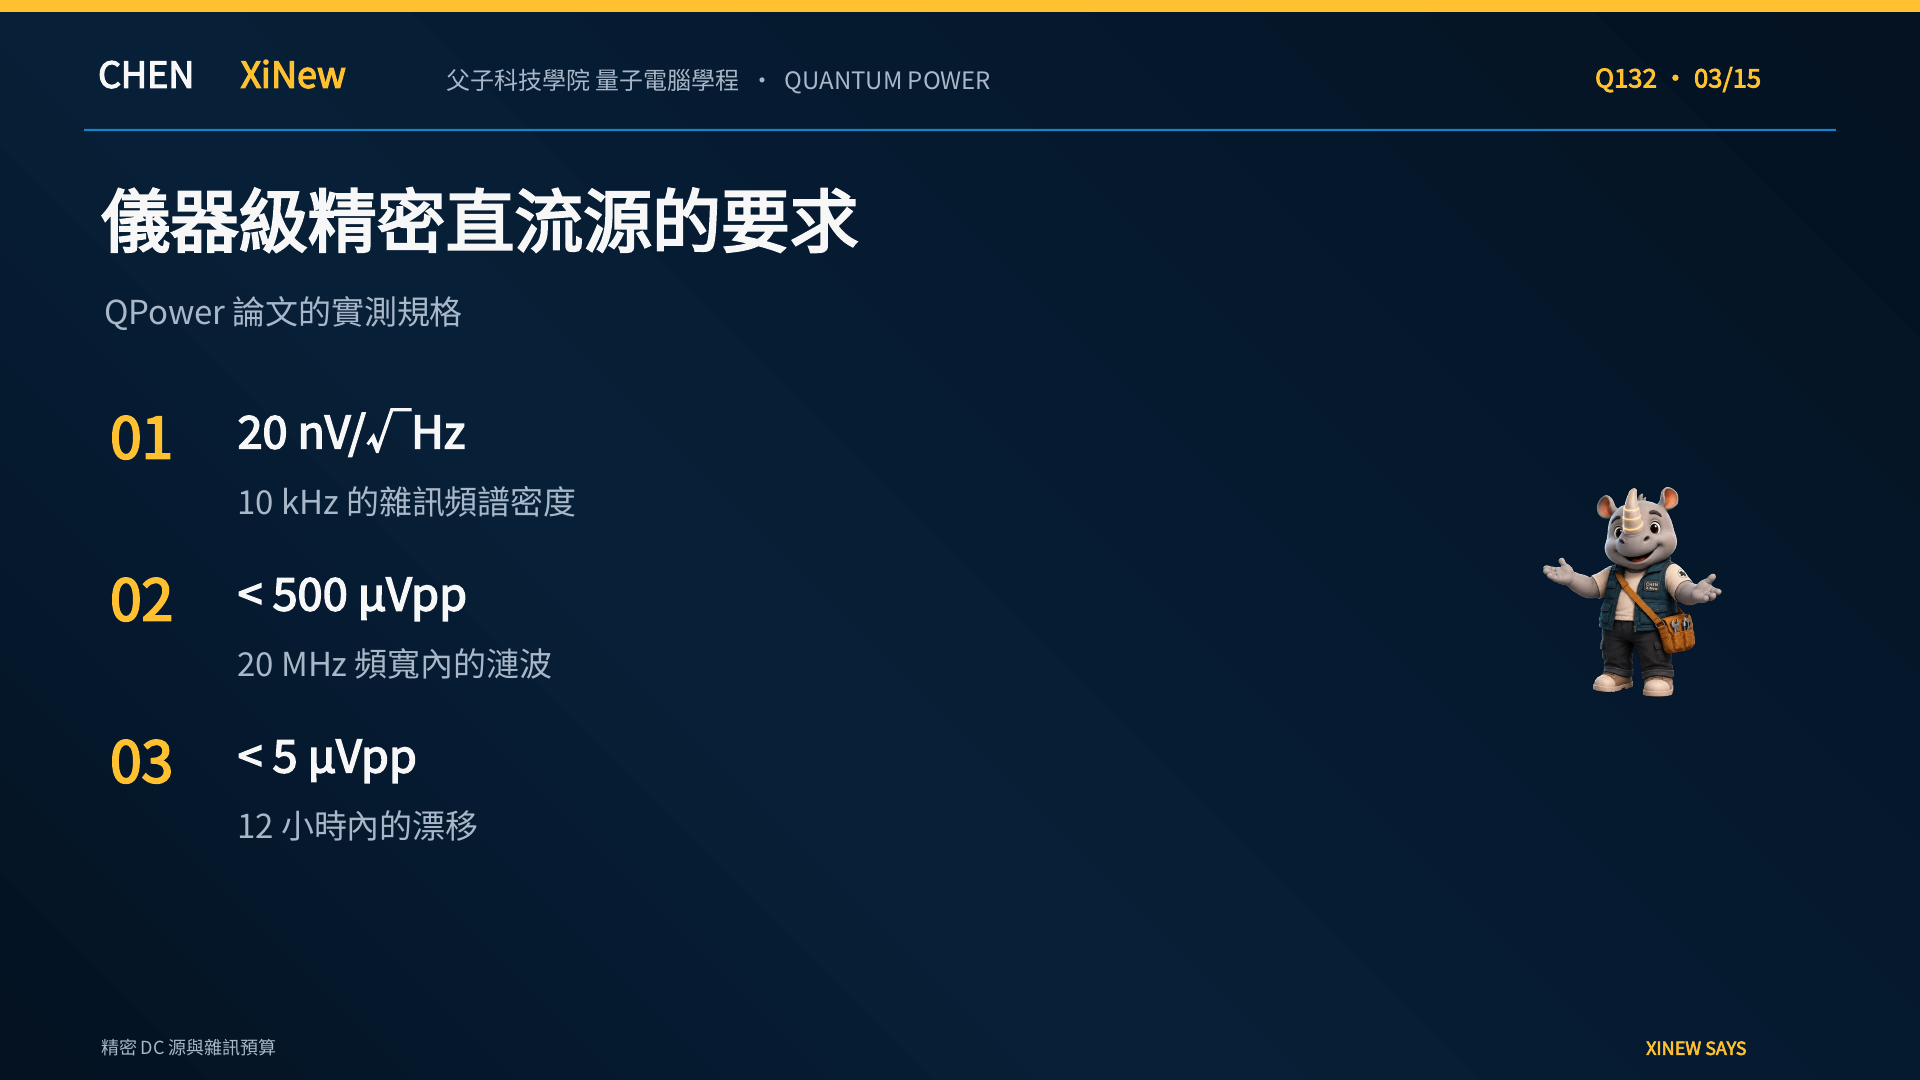 CHEN XiNew 父子科技學院 量子電腦學程 • QUANTUM POWER Q132 • 03/15
儀器級精密直流源的要求
QPower 論文的實測規格
01 20 nV/√Hz
10 kHz 的雜訊頻譜密度
02 < 500 µVpp
20 MHz 頻寬內的漣波
03 < 5 µVpp
12 小時內的漂移
精密 DC 源與雜訊預算 XINEW SAYS